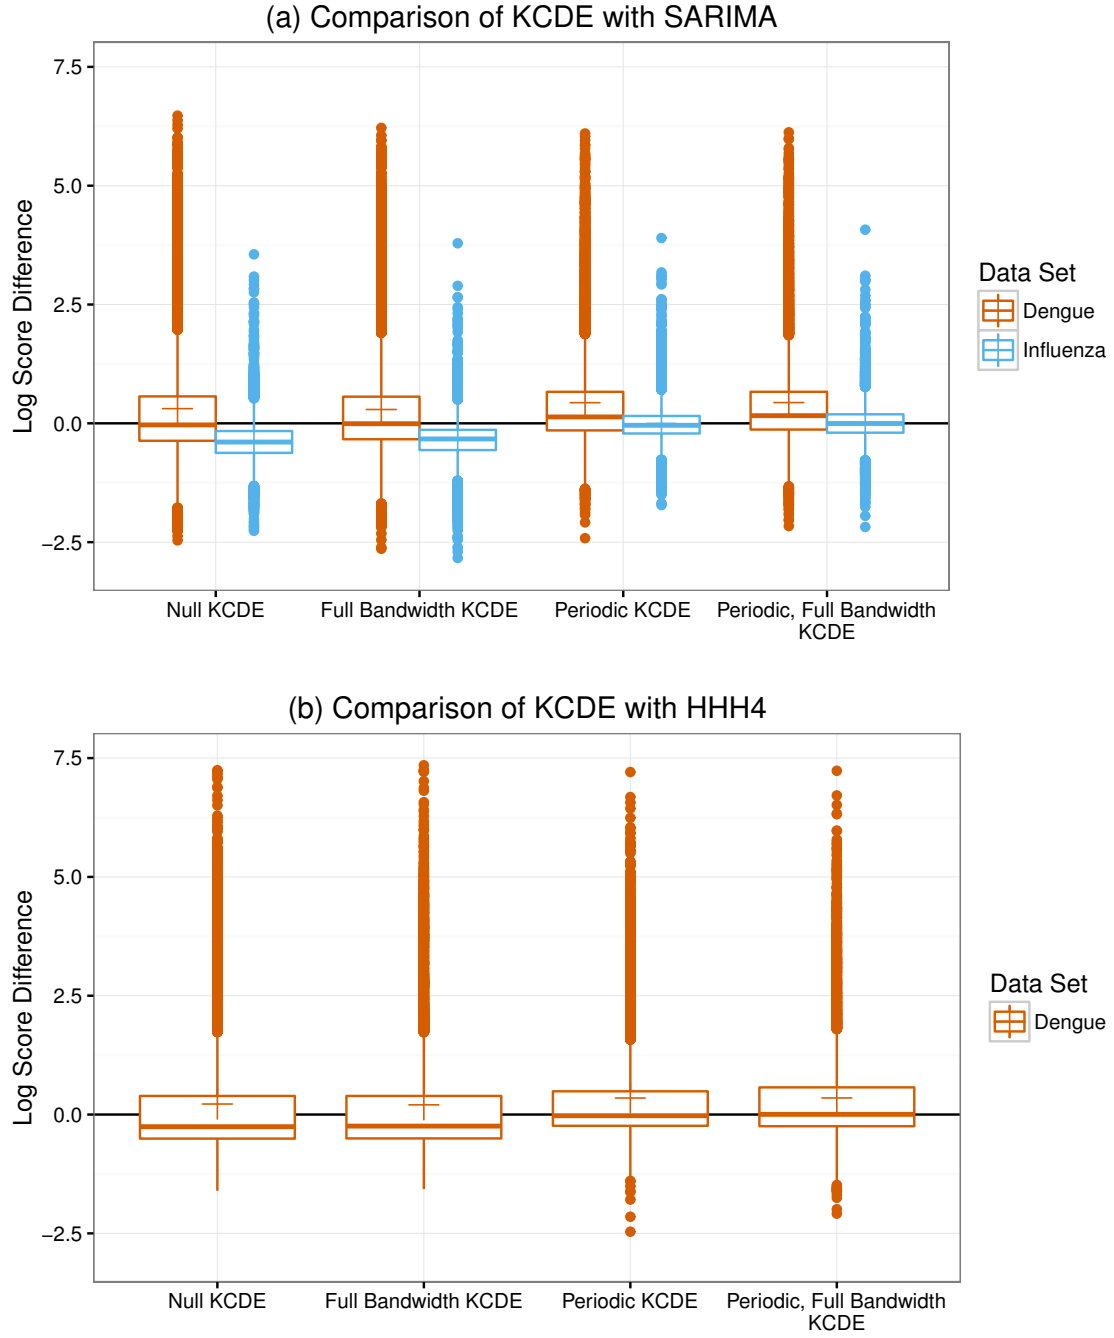 (a) Comparison of KCDE with SARIMA
7.5
5.0
2.5
0.0
−2.5
Log Score Difference
Null KCDE
Full Bandwidth KCDE
Periodic KCDE
Periodic, Full Bandwidth
KCDE
Data Set
Dengue
Influenza
(b) Comparison of KCDE with HHH4
7.5
5.0
2.5
0.0
−2.5
Log Score Difference
Null KCDE
Full Bandwidth KCDE
Periodic KCDE
Periodic, Full Bandwidth
KCDE
Data Set
Dengue